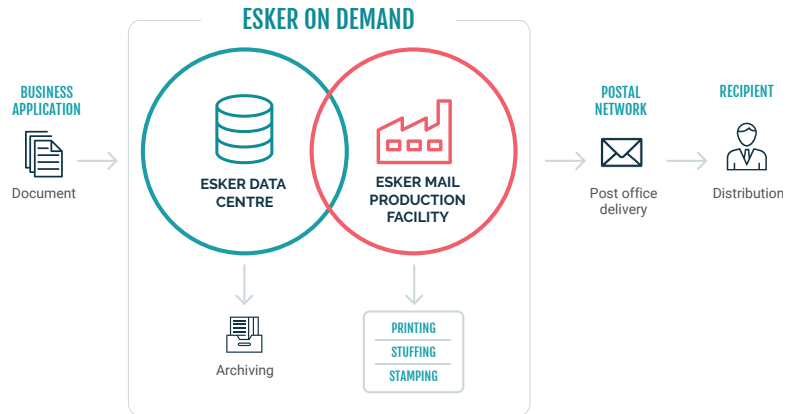 ESKER ON DEMAND
BUSINESS
APPLICATION
Document
ESKER DATA
CENTRE
ESKER MAIL
PRODUCTION
FACILITY
POSTAL
NETWORK
Post office
delivery
RECIPIENT
Distribution
Archiving
PRINTING
STUFFING
STAMPING